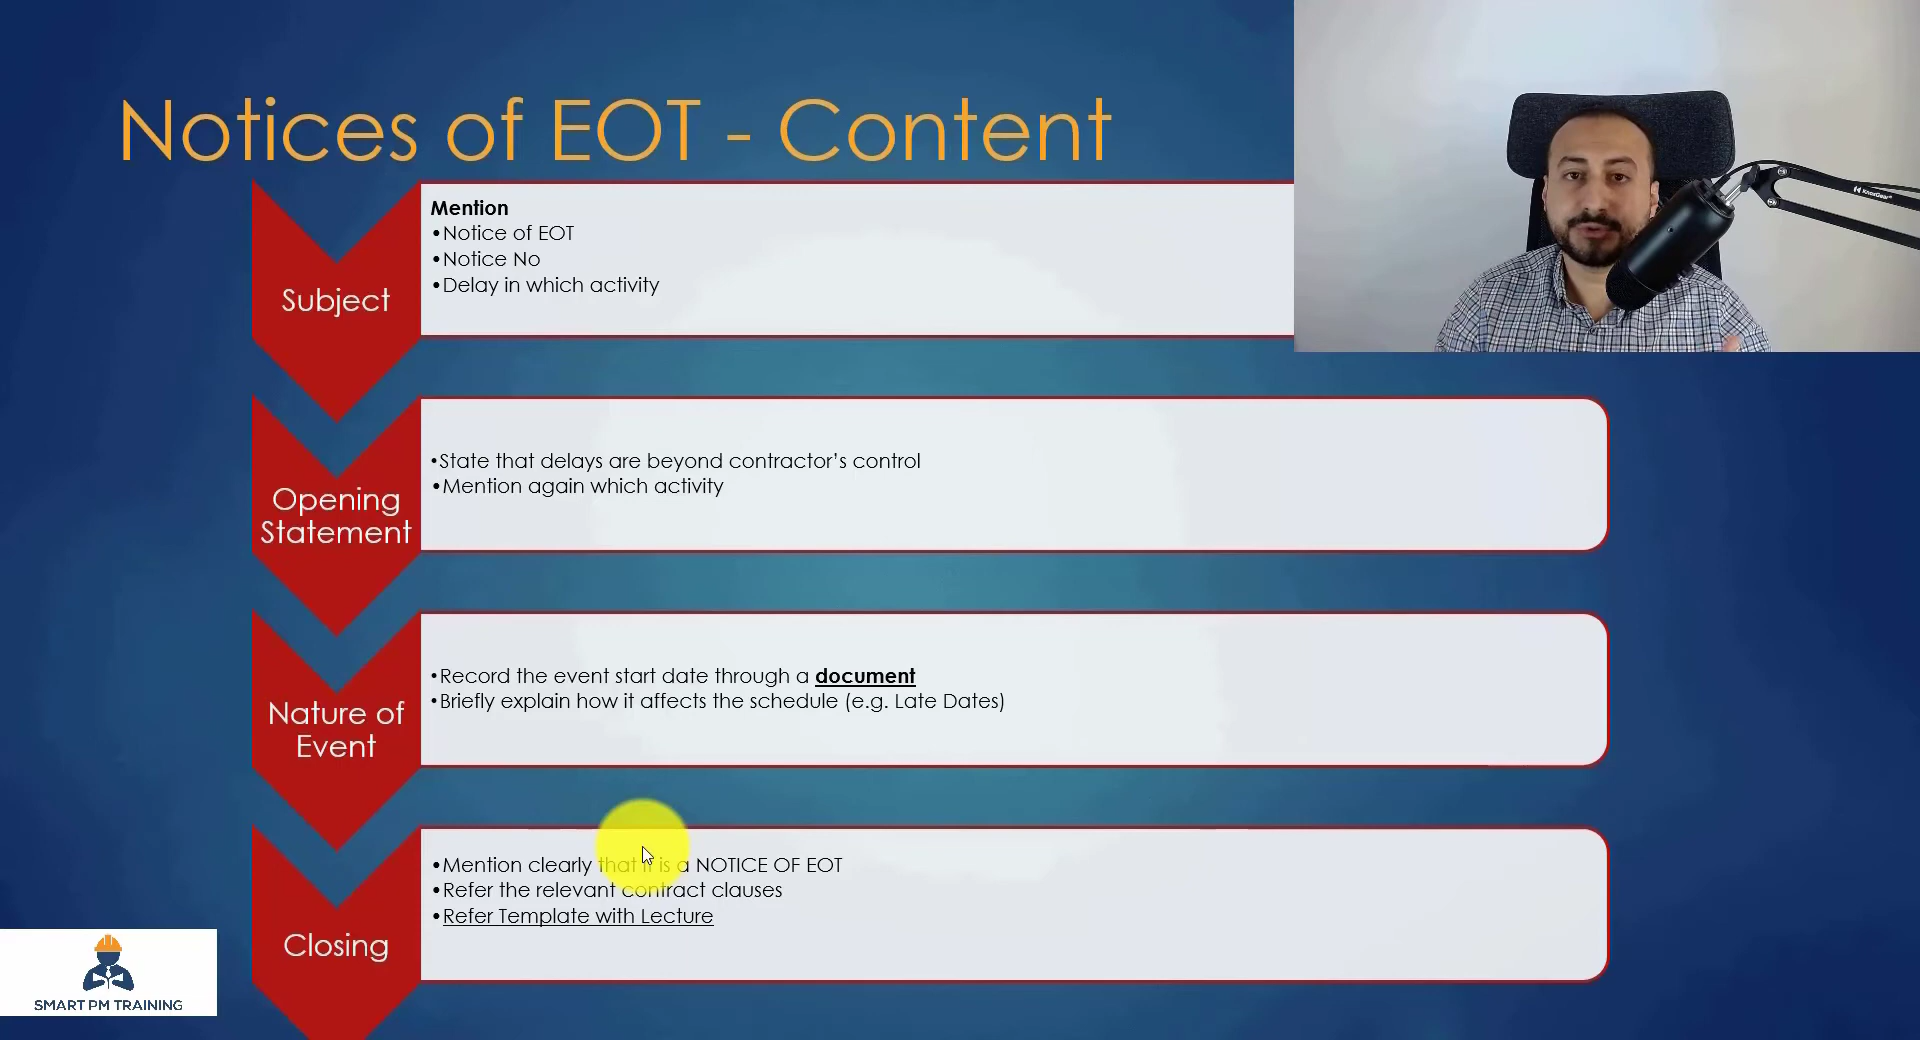 Notices of EOT - Content
Subject
Mention
•Notice of EOT
•Notice No
•Delay in which activity
Opening
Statement
•State that delays are beyond contractor’s control
•Mention again which activity
Nature of
Event
•Record the event start date through a document
•Briefly explain how it affects the schedule (e.g. Late Dates)
Closing
•Mention clearly that it is a NOTICE OF EOT
•Refer the relevant contract clauses
•Refer Template with Lecture
SMART PM TRAINING